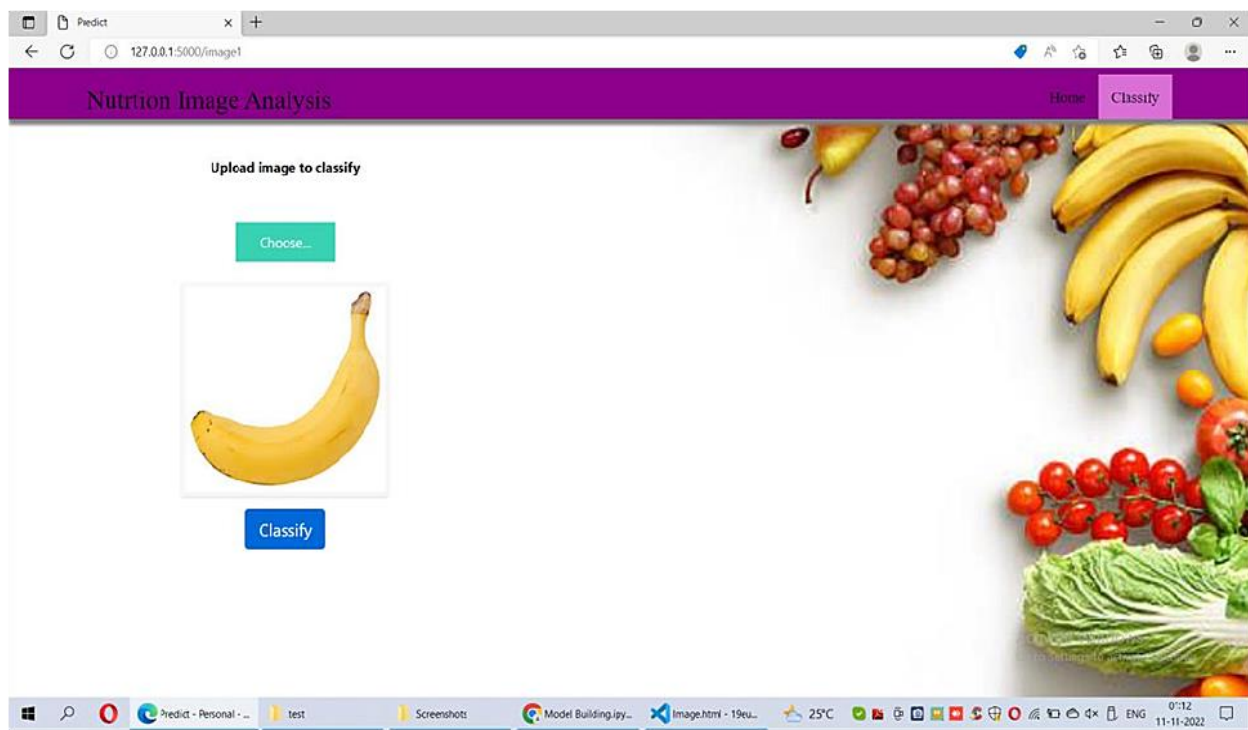 Predict
127.0.0.1:5000/image1
Nutrtion Image Analysis
Home
Classify
Upload image to classify
Choose...
Classify
Predict - Personal - ...
test
Screenshots
Model Building.ipy...
Image.html - 19eu...
25°C
ENG
01:12
11-11-2022